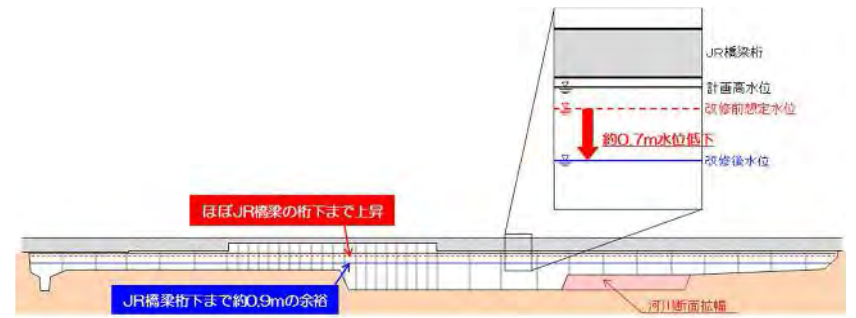 JR橋梁桁
計画高水位
改修前想定水位
約0.7m水位低下
改修後水位
ほぼJR橋梁の桁下まで上昇
JR橋梁桁下まで約0.9mの余裕
河川断面拡幅